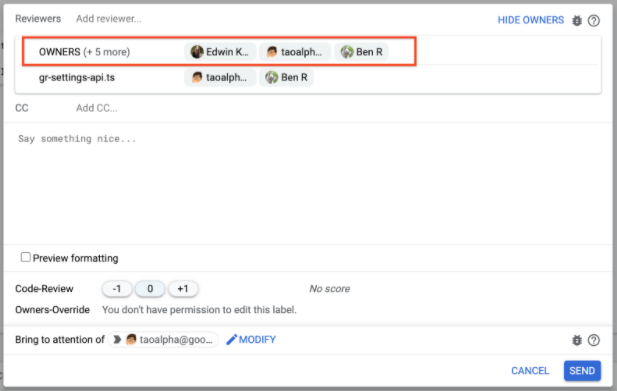 Reviewers Add reviewer... HIDE OWNERS
OWNERS (+ 5 more) Edwin K... taoalph... Ben R
gr-settings-api.ts taoalph... Ben R
CC Add CC...
Say something nice...
Preview formatting
Code-Review -1 0 +1 No score
Owners-Override You don't have permission to edit this label.
Bring to attention of taoalpha@goo... MODIFY
CANCEL SEND